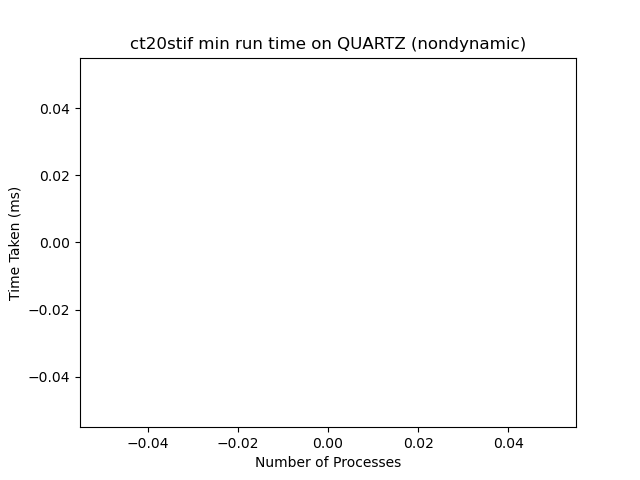 ct20stif min run time on QUARTZ (nondynamic)
Time Taken (ms)
0.04
0.02
0.00
−0.02
−0.04
−0.04 −0.02 0.00 0.02 0.04
Number of Processes